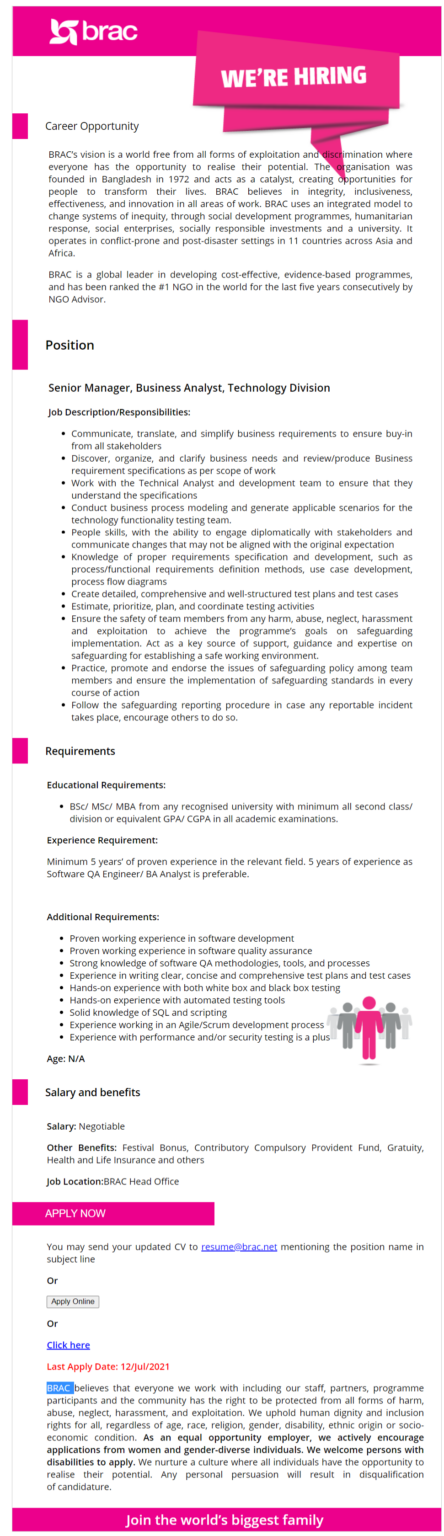 brac
WE'RE HIRING
Career Opportunity
BRAC's vision is a world free from all forms of exploitation and discrimination where
everyone has the opportunity to realise their potential. The organisation was
founded in Bangladesh in 1972 and acts as a catalyst, creating opportunities for
people to transform their lives. BRAC believes in integrity, inclusiveness,
effectiveness, and innovation in all areas of work. BRAC uses an integrated model to
change systems of inequity, through social development programmes, humanitarian
response, social enterprises, socially responsible investments and a university. It
operates in conflict-prone and post-disaster settings in 11 countries across Asia and
Africa.
BRAC is a global leader in developing cost-effective, evidence-based programmes,
and has been ranked the #1 NGO in the world for the last five years consecutively by
NGO Advisor.
Position
Senior Manager, Business Analyst, Technology Division
Job Description/Responsibilities:
• Communicate, translate, and simplify business requirements to ensure buy-in
from all stakeholders
• Discover, organize, and clarify business needs and review/produce Business
requirement specifications as per scope of work
• Work with the Technical Analyst and development team to ensure that they
understand the specifications
• Conduct business process modeling and generate applicable scenarios for the
technology functionality testing team.
• People skills, with the ability to engage diplomatically with stakeholders and
communicate changes that may not be aligned with the original expectation
• Knowledge of proper requirements specification and development, such as
process/functional requirements definition methods, use case development,
process flow diagrams
• Create detailed, comprehensive and well-structured test plans and test cases
• Estimate, prioritize, plan, and coordinate testing activities
• Ensure the safety of team members from any harm, abuse, neglect, harassment
and exploitation to achieve the programme's goals on safeguarding
implementation. Act as a key source of support, guidance and expertise on
safeguarding for establishing a safe working environment.
• Practice, promote and endorse the issues of safeguarding policy among team
members and ensure the implementation of safeguarding standards in every
course of action
• Follow the safeguarding reporting procedure in case any reportable incident
takes place, encourage others to do so.
Requirements
Educational Requirements:
• BSc/ MSc/ MBA from any recognised university with minimum all second class/
division or equivalent GPA/ CGPA in all academic examinations.
Experience Requirement:
Minimum 5 years' of proven experience in the relevant field. 5 years of experience as
Software QA Engineer/ BA Analyst is preferable.
Additional Requirements:
• Proven working experience in software development
• Proven working experience in software quality assurance
• Strong knowledge of software QA methodologies, tools, and processes
• Experience in writing clear, concise and comprehensive test plans and test cases
• Hands-on experience with both white box and black box testing
• Hands-on experience with automated testing tools
• Solid knowledge of SQL and scripting
• Experience working in an Agile/Scrum development process
• Experience with performance and/or security testing is a plus
Age: N/A
Salary and benefits
Salary: Negotiable
Other Benefits: Festival Bonus, Contributory Compulsory Provident Fund, Gratuity,
Health and Life Insurance and others
Job Location:BRAC Head Office
APPLY NOW
You may send your updated CV to resume@brac.net mentioning the position name in
subject line
Or
Apply Online
Or
Click here
Last Apply Date: 12/Jul/2021
BRAC believes that everyone we work with including our staff, partners, programme
participants and the community has the right to be protected from all forms of harm,
abuse, neglect, harassment, and exploitation. We uphold human dignity and inclusion
rights for all, regardless of age, race, religion, gender, disability, ethnic origin or socio-
economic condition. As an equal opportunity employer, we actively encourage
applications from women and gender-diverse individuals. We welcome persons with
disabilities to apply. We nurture a culture where all individuals have the opportunity to
realise their potential. Any personal persuasion will result in disqualification
of candidature.
Join the world's biggest family